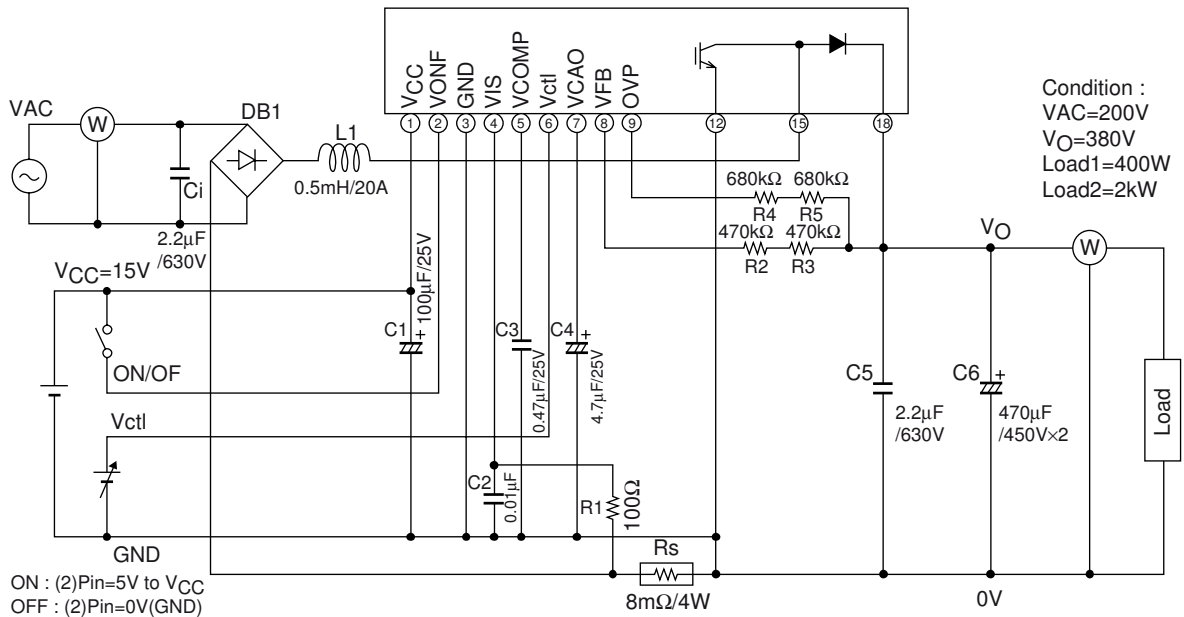 VCC
VONF
GND
VIS
VCOMP
Vctl
VCAO
VFB
OVP
1
2
3
4
5
6
7
8
9
12
15
18
VAC
W
DB1
L1
0.5mH/20A
Ci
2.2μF
/630V
Condition :
VAC=200V
VO=380V
Load1=400W
Load2=2kW
680kΩ
680kΩ
R4
R5
470kΩ
470kΩ
R2
R3
VO
W
VCC=15V
100μF/25V
C1
+
C3
0.47μF/25V
C4
+
4.7μF/25V
ON/OF
Vctl
C2
0.01μF
R1
100Ω
C5
2.2μF
/630V
C6
+
470μF
/450V×2
Load
GND
Rs
8mΩ/4W
0V
ON : (2)Pin=5V to VCC
OFF : (2)Pin=0V(GND)